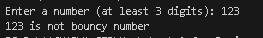 Enter a number (at least 3 digits): 123
123 is not bouncy number